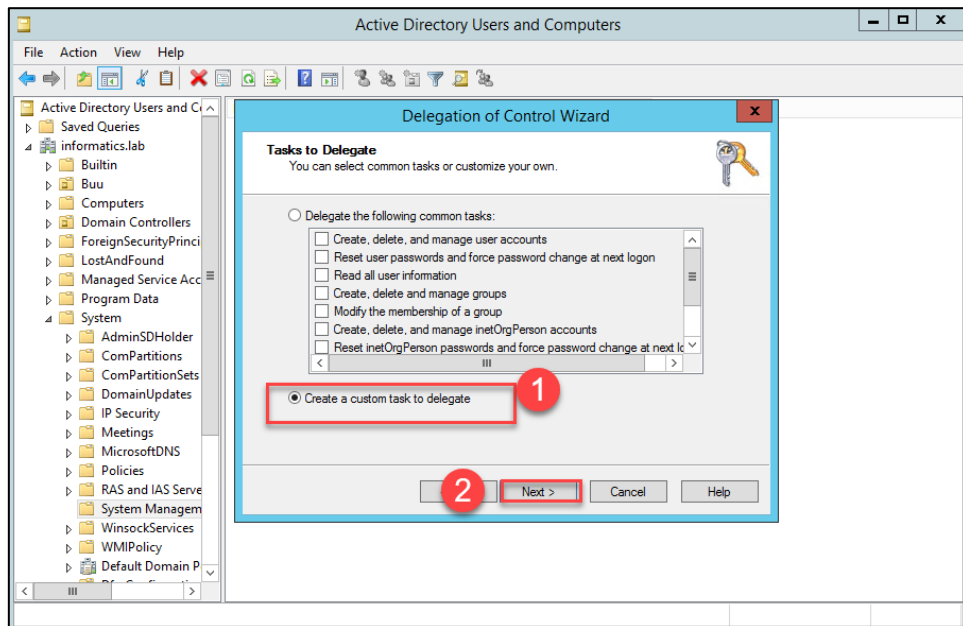 Active Directory Users and Computers
File Action View Help
Active Directory Users and C
Saved Queries
informatics.lab
Builtin
Buu
Computers
Domain Controllers
ForeignSecurityPrinci
LostAndFound
Managed Service Acc
Program Data
System
AdminSDHolder
ComPartitions
ComPartitionSets
DomainUpdates
IP Security
Meetings
MicrosoftDNS
Policies
RAS and IAS Serve
System Managem
WinsockServices
WMIPolicy
Default Domain P
Delegation of Control Wizard
X
Tasks to Delegate
You can select common tasks or customize your own.
Delegate the following common tasks:
Create, delete, and manage user accounts
Reset user passwords and force password change at next logon
Read all user information
Create, delete and manage groups
Modify the membership of a group
Create, delete, and manage inetOrgPerson accounts
Reset inetOrgPerson passwords and force password change at next lo
Create a custom task to delegate
1
2
Next > Cancel Help